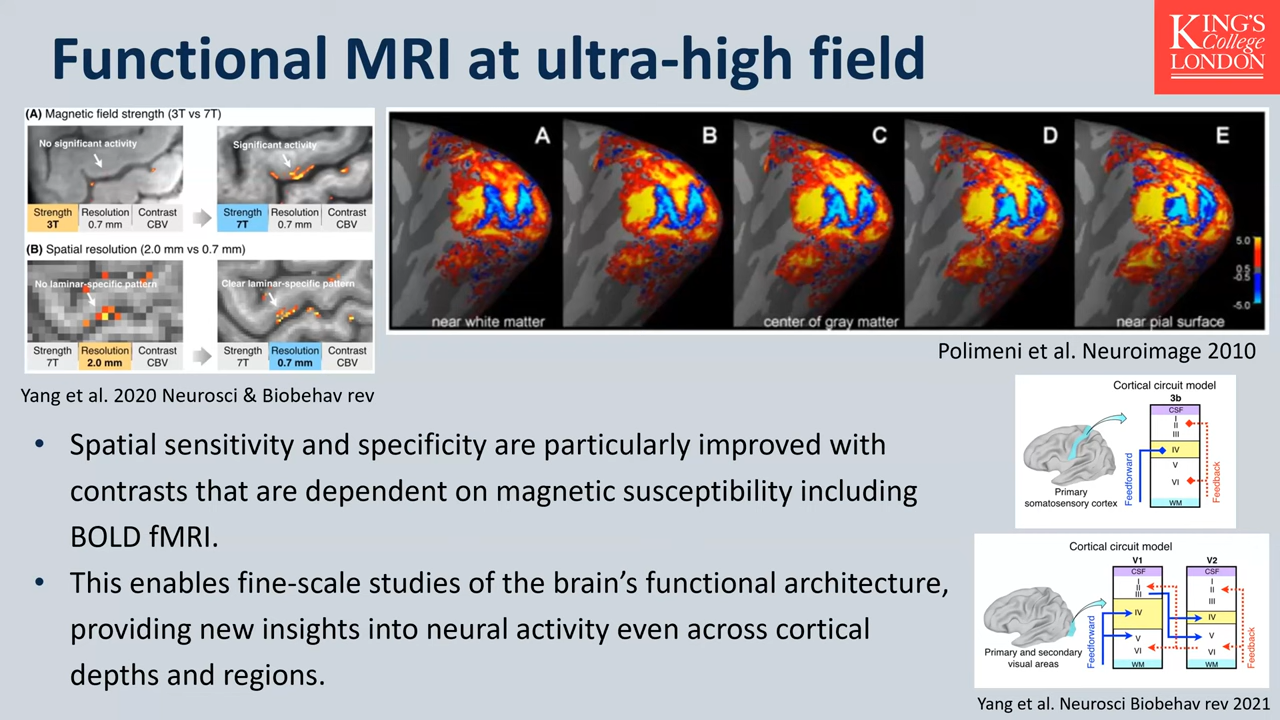 Functional MRI at ultra-high field
KING'S
College
LONDON
(A) Magnetic field strength (3T vs 7T)
No significant activity
Significant activity
Strength Resolution Contrast
3T 0.7 mm CBV
Strength Resolution Contrast
7T 0.7 mm CBV
(B) Spatial resolution (2.0 mm vs 0.7 mm)
No laminar-specific pattern
Clear laminar-specific pattern
Strength Resolution Contrast
7T 2.0 mm CBV
Strength Resolution Contrast
7T 0.7 mm CBV
Yang et al. 2020 Neurosci & Biobehav rev
A B C D E
5.0
0.5
-0.5
-5.0
near white matter
center of gray matter
near pial surface
Polimeni et al. Neuroimage 2010
• Spatial sensitivity and specificity are particularly improved with
contrasts that are dependent on magnetic susceptibility including
BOLD fMRI.
• This enables fine-scale studies of the brain's functional architecture,
providing new insights into neural activity even across cortical
depths and regions.
Cortical circuit model
3b
CSF
I
II
III
IV
V
VI
WM
Feedforward
Feedback
Primary
somatosensory cortex
Cortical circuit model
V1
CSF
I
II
III
IV
V
VI
WM
V2
CSF
I
II
III
IV
V
VI
WM
Feedforward
Feedback
Primary and secondary
visual areas
Yang et al. Neurosci Biobehav rev 2021